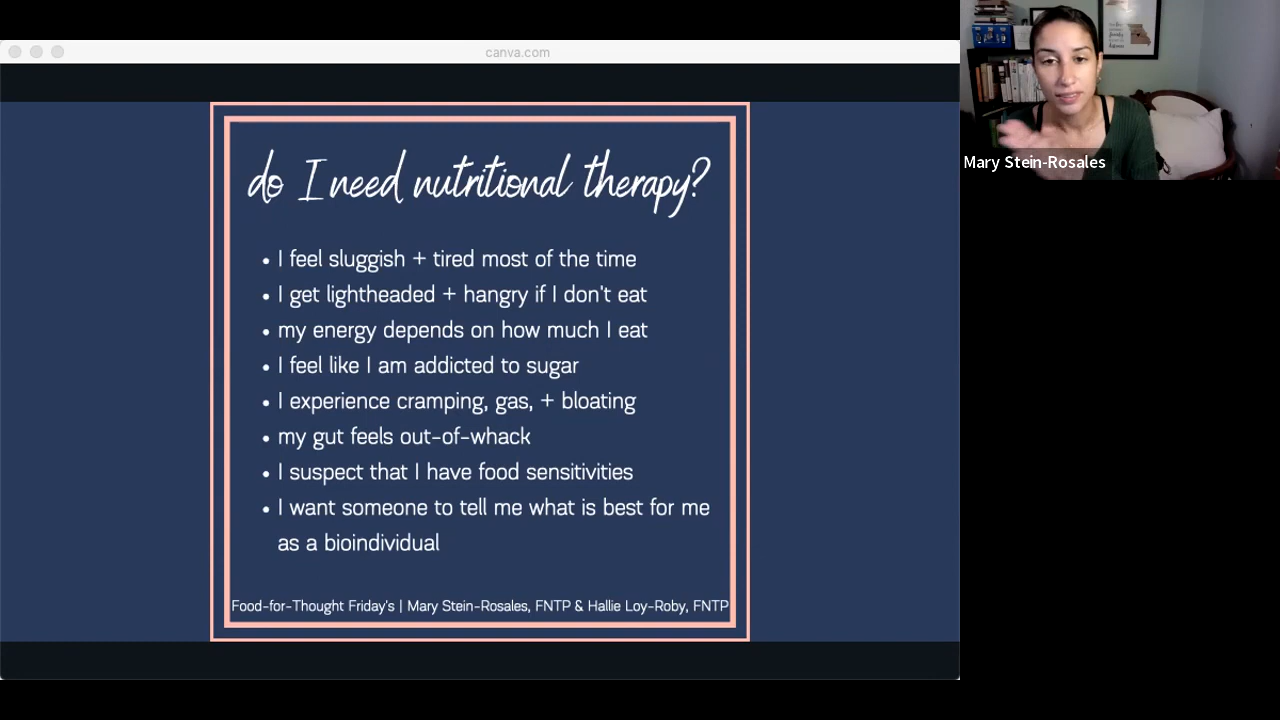 canva.com
do I need nutritional therapy?
• I feel sluggish + tired most of the time
• I get lightheaded + hangry if I don't eat
• my energy depends on how much I eat
• I feel like I am addicted to sugar
• I experience cramping, gas, + bloating
• my gut feels out-of-whack
• I suspect that I have food sensitivities
• I want someone to tell me what is best for me
as a bioindividual
Food-for-Thought Friday's | Mary Stein-Rosales, FNTP & Hallie Loy-Roby, FNTP
Mary Stein-Rosales